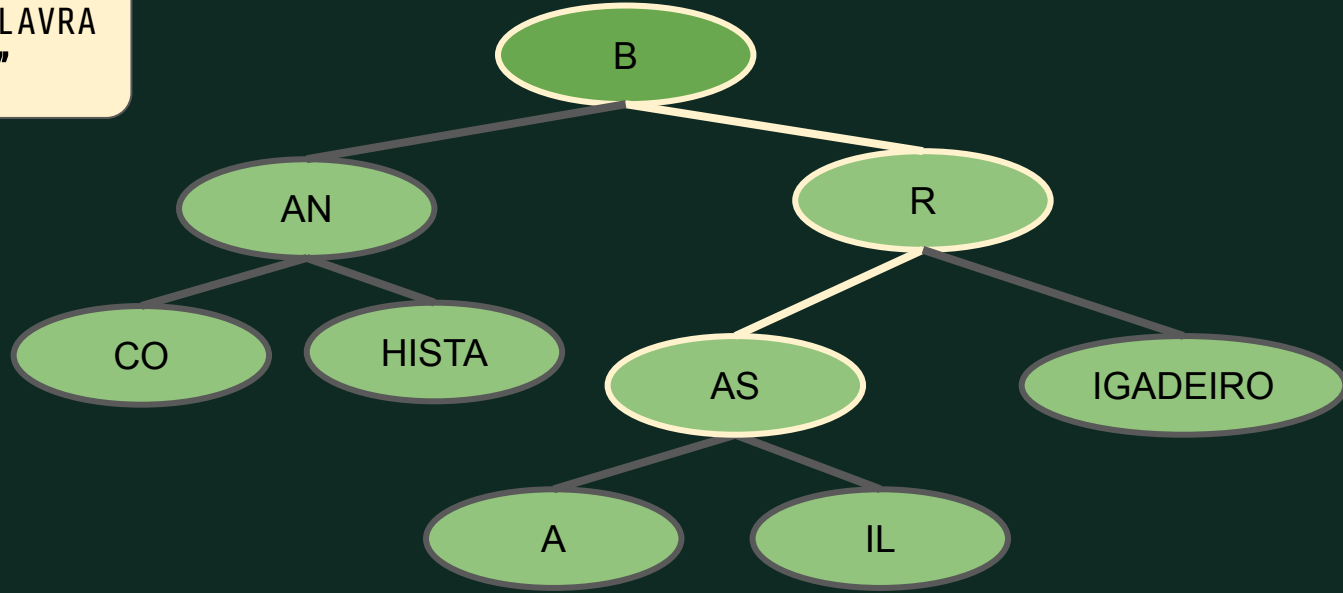 LAVRA
”
B
AN
R
CO
HISTA
AS
IGADEIRO
A
IL